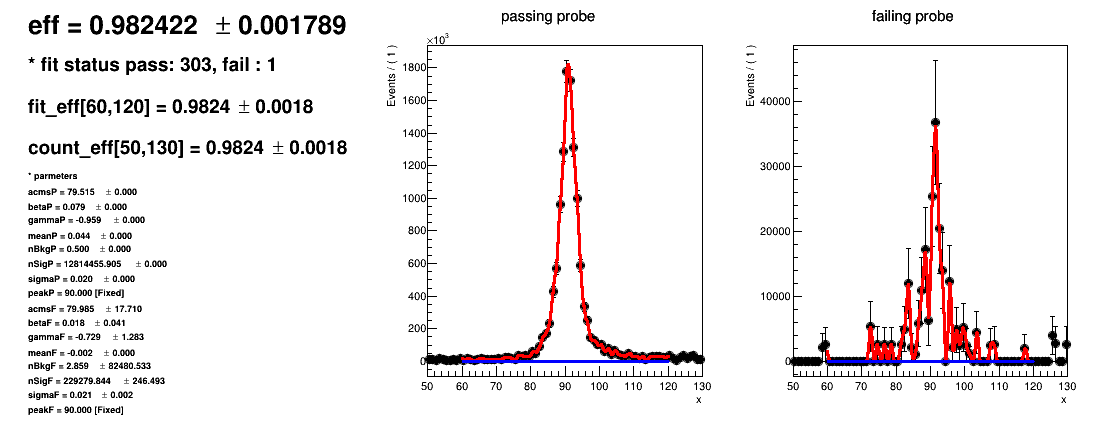 eff = 0.982422 ± 0.001789
* fit status pass: 303, fail : 1
fit_eff[60,120] = 0.9824 ± 0.0018
count_eff[50,130] = 0.9824 ± 0.0018
* parmeters
acmsP = 79.515 ± 0.000
betaP = 0.079 ± 0.000
gammaP = -0.959 ± 0.000
meanP = 0.044 ± 0.000
nBkgP = 0.500 ± 0.000
nSigP = 12814455.905 ± 0.000
sigmaP = 0.020 ± 0.000
peakP = 90.000 [Fixed]
acmsF = 79.985 ± 17.710
betaF = 0.018 ± 0.041
gammaF = -0.729 ± 1.283
meanF = -0.002 ± 0.000
nBkgF = 2.859 ± 82480.533
nSigF = 229279.844 ± 246.493
sigmaF = 0.021 ± 0.002
peakF = 90.000 [Fixed]
passing probe
×10³
Events / ( 1 )
1800
1600
1400
1200
1000
800
600
400
200
0
50 60 70 80 90 100 110 120 130
x
failing probe
Events / ( 1 )
40000
30000
20000
10000
0
50 60 70 80 90 100 110 120 130
x